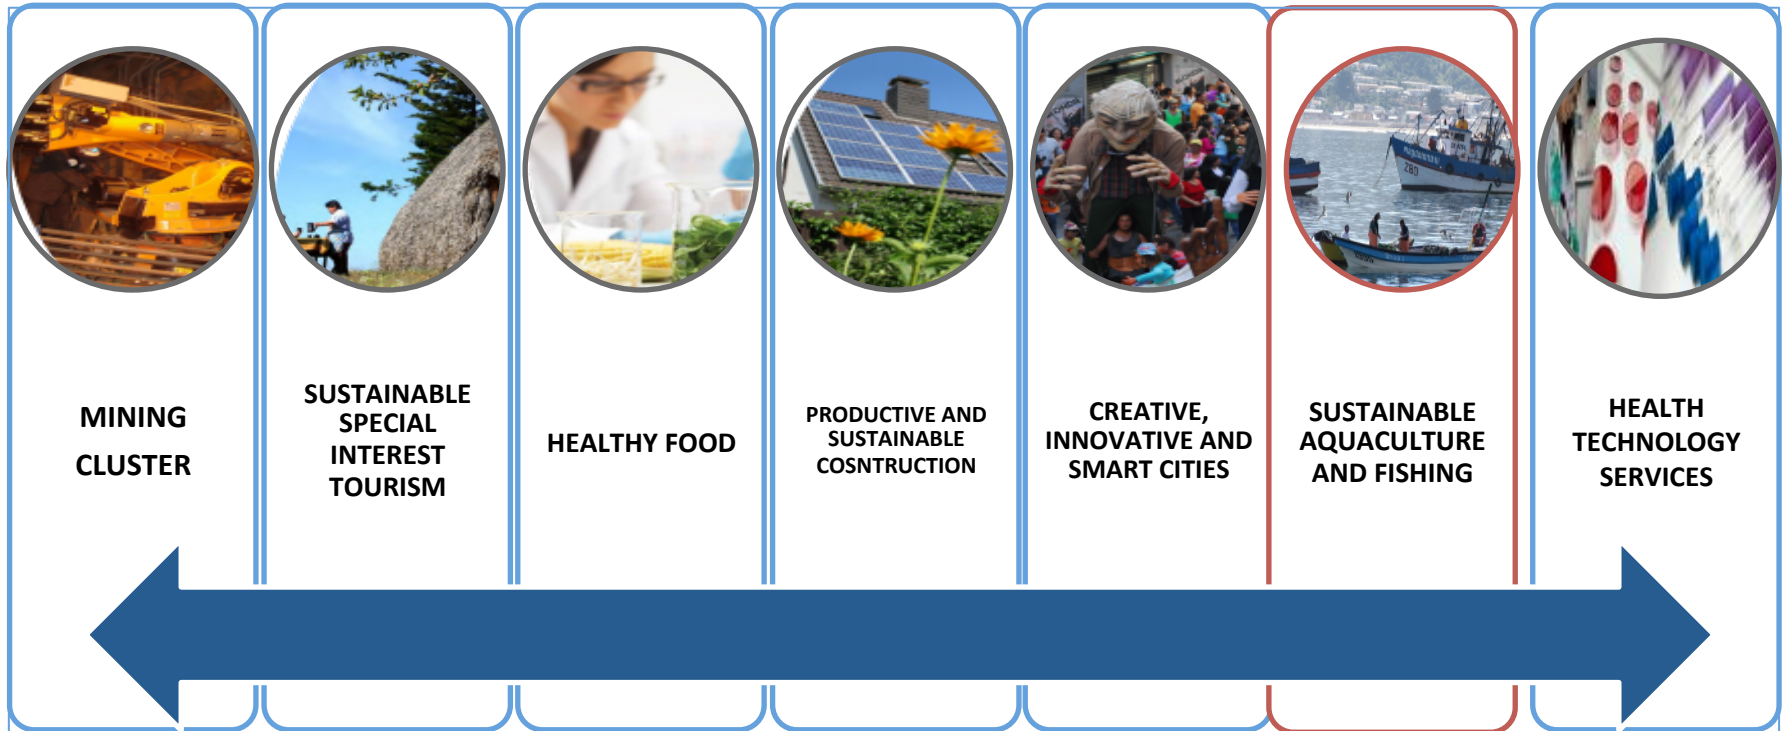 MINING
CLUSTER
SUSTAINABLE
SPECIAL
INTEREST
TOURISM
HEALTHY FOOD
PRODUCTIVE AND
SUSTAINABLE
COSNTRUCTION
CREATIVE,
INNOVATIVE AND
SMART CITIES
SUSTAINABLE
AQUACULTURE
AND FISHING
HEALTH
TECHNOLOGY
SERVICES